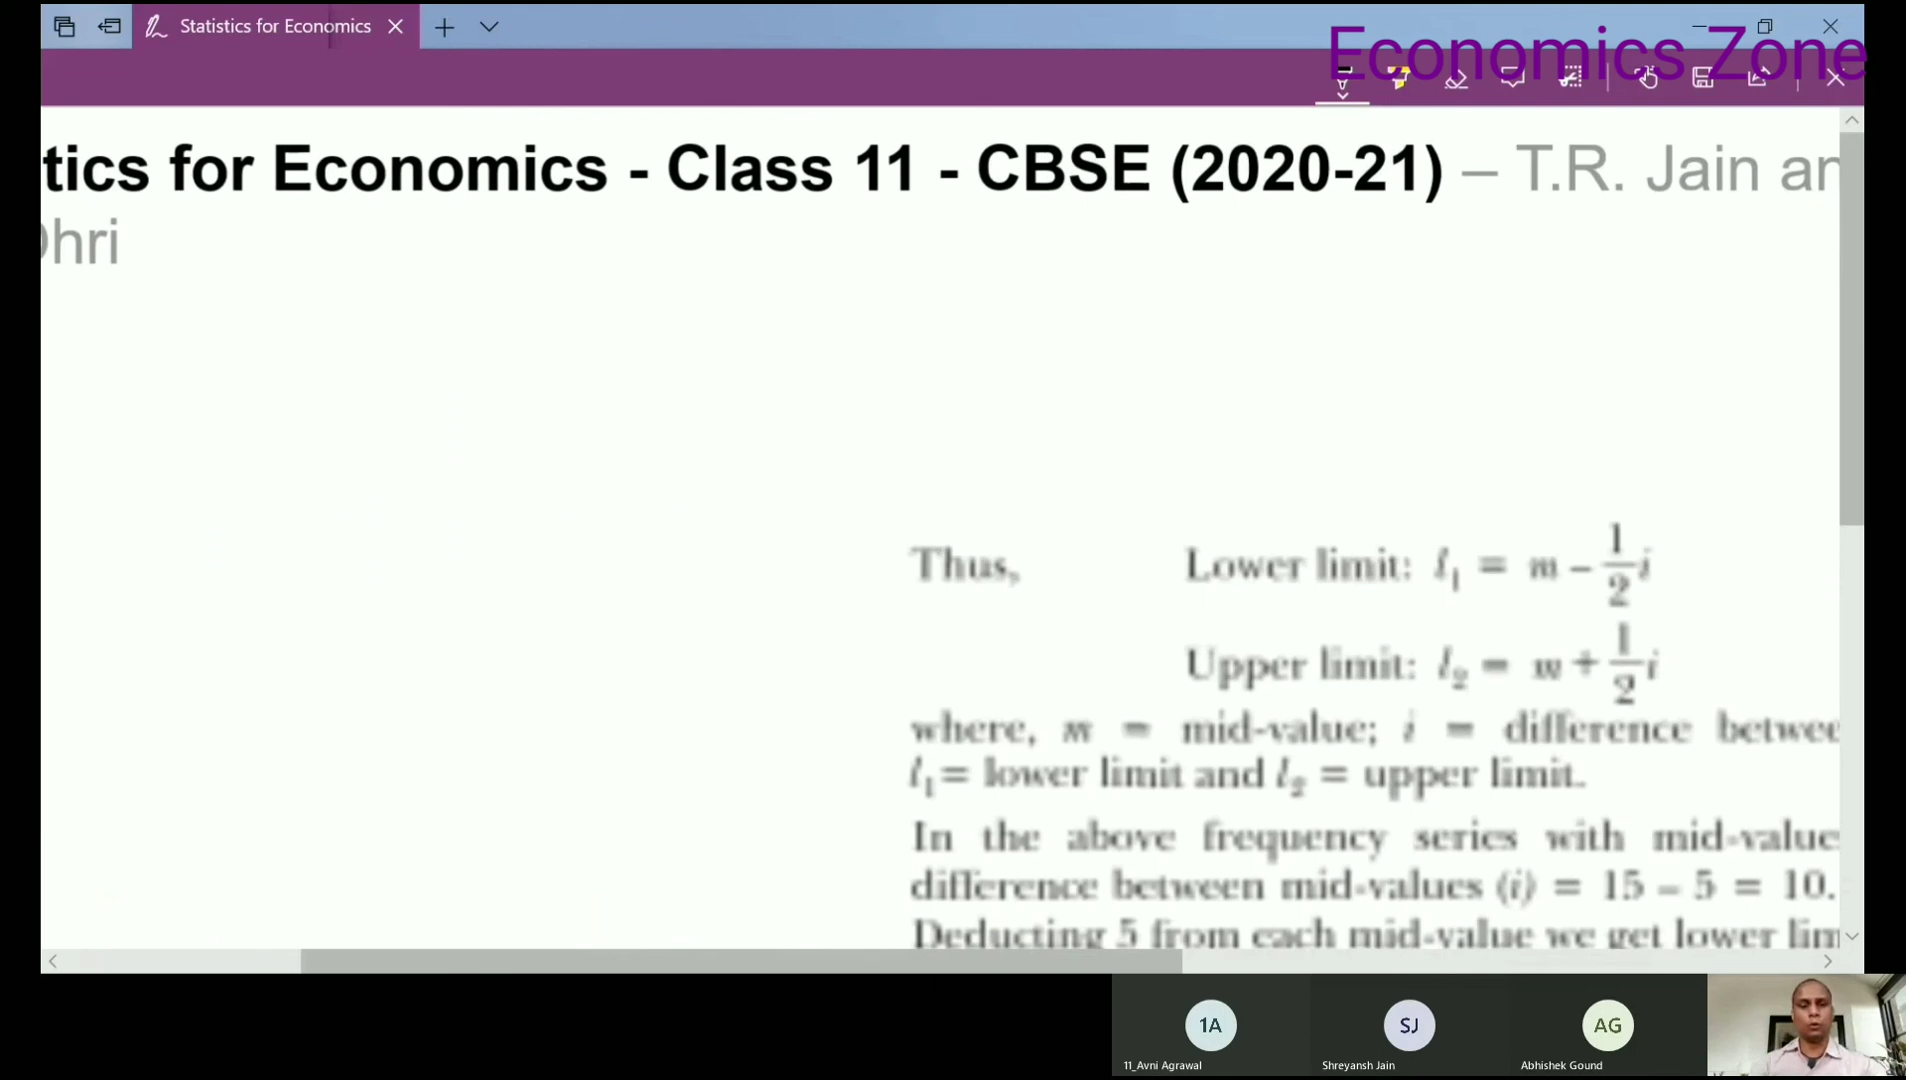 Statistics for Economics
Economics Zone
tics for Economics - Class 11 - CBSE (2020-21) – T.R. Jain an
Ohri
Thus, Lower limit: l₁ = m – 1/2 i
Upper limit: l₂ = m + 1/2 i
where, m = mid-value; i = difference betwee
l₁ = lower limit and l₂ = upper limit.
In the above frequency series with mid-value
difference between mid-values (i) = 15 – 5 = 10.
Deducting 5 from each mid-value we get lower lim
1A SJ AG
11_Avni Agrawal Shreyansh Jain Abhishek Gound